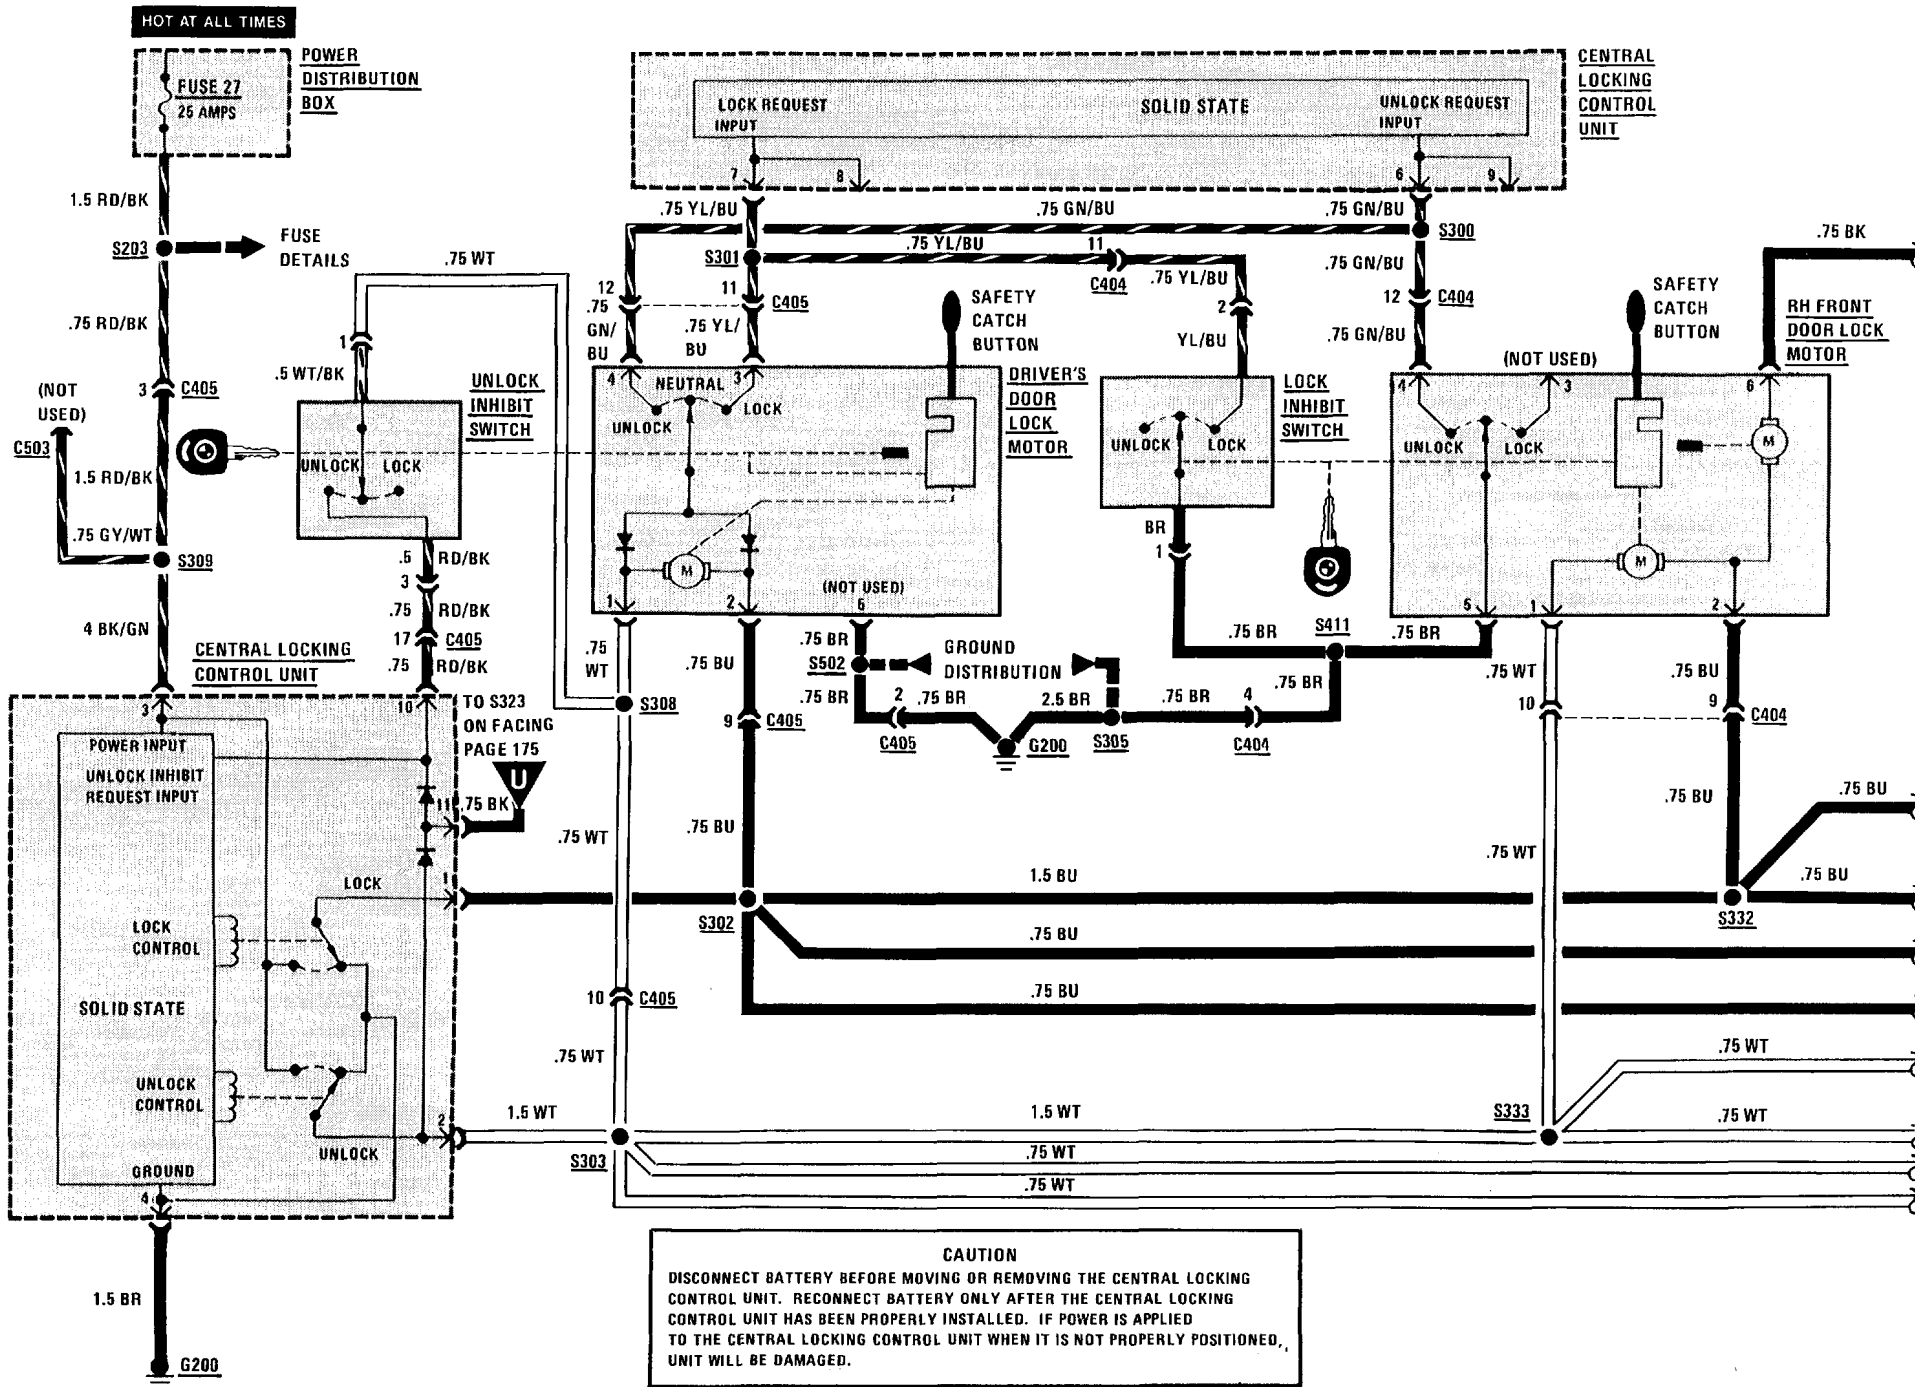 HOT AT ALL TIMES
POWER
DISTRIBUTION
BOX
FUSE 27
25 AMPS
1.5 RD/BK
S203
FUSE
DETAILS
.75 RD/BK
3
C405
(NOT
USED)
C503
1.5 RD/BK
.75 GY/WT
S309
4 BK/GN
.75 WT
1
.5 WT/BK
UNLOCK
INHIBIT
SWITCH
UNLOCK
LOCK
.5
RD/BK
3
.75
RD/BK
17
C405
.75
RD/BK
CENTRAL LOCKING
CONTROL UNIT
3
10
POWER INPUT
UNLOCK INHIBIT
REQUEST INPUT
TO S323
ON FACING
PAGE 175
U
11
.75 BK
LOCK
1
LOCK
CONTROL
SOLID STATE
UNLOCK
CONTROL
UNLOCK
2
GROUND
4
1.5 BR
G200
CENTRAL
LOCKING
CONTROL
UNIT
LOCK REQUEST
INPUT
SOLID STATE
UNLOCK REQUEST
INPUT
7
8
6
9
.75 YL/BU
.75 GN/BU
.75 GN/BU
S300
S301
.75 YL/BU
11
C404
.75 YL/BU
.75 GN/BU
12
C404
.75 GN/BU
12
11
C405
.75
GN/
BU
.75 YL/
BU
SAFETY
CATCH
BUTTON
2
YL/BU
4
NEUTRAL
3
UNLOCK
LOCK
DRIVER'S
DOOR
LOCK
MOTOR
M
(NOT USED)
1
2
6
LOCK
INHIBIT
SWITCH
UNLOCK
LOCK
BR
1
SAFETY
CATCH
BUTTON
.75 BK
RH FRONT
DOOR LOCK
MOTOR
(NOT USED)
4
3
6
UNLOCK
LOCK
M
M
5
1
2
.75
WT
.75 BU
.75 BR
S502
GROUND
DISTRIBUTION
.75 BR
2
.75 BR
2.5 BR
.75 BR
4
.75 BR
S411
.75 BR
.75 BR
S308
9
C405
C405
G200
S305
C404
.75 WT
10
.75 BU
9
C404
.75 WT
.75 BU
.75 WT
.75 BU
.75 BU
S302
1.5 BU
.75 BU
S332
.75 BU
.75 BU
10
C405
.75 WT
1.5 WT
1.5 WT
S333
.75 WT
.75 WT
S303
.75 WT
.75 WT
CAUTION
DISCONNECT BATTERY BEFORE MOVING OR REMOVING THE CENTRAL LOCKING
CONTROL UNIT. RECONNECT BATTERY ONLY AFTER THE CENTRAL LOCKING
CONTROL UNIT HAS BEEN PROPERLY INSTALLED. IF POWER IS APPLIED
TO THE CENTRAL LOCKING CONTROL UNIT WHEN IT IS NOT PROPERLY POSITIONED,
UNIT WILL BE DAMAGED.